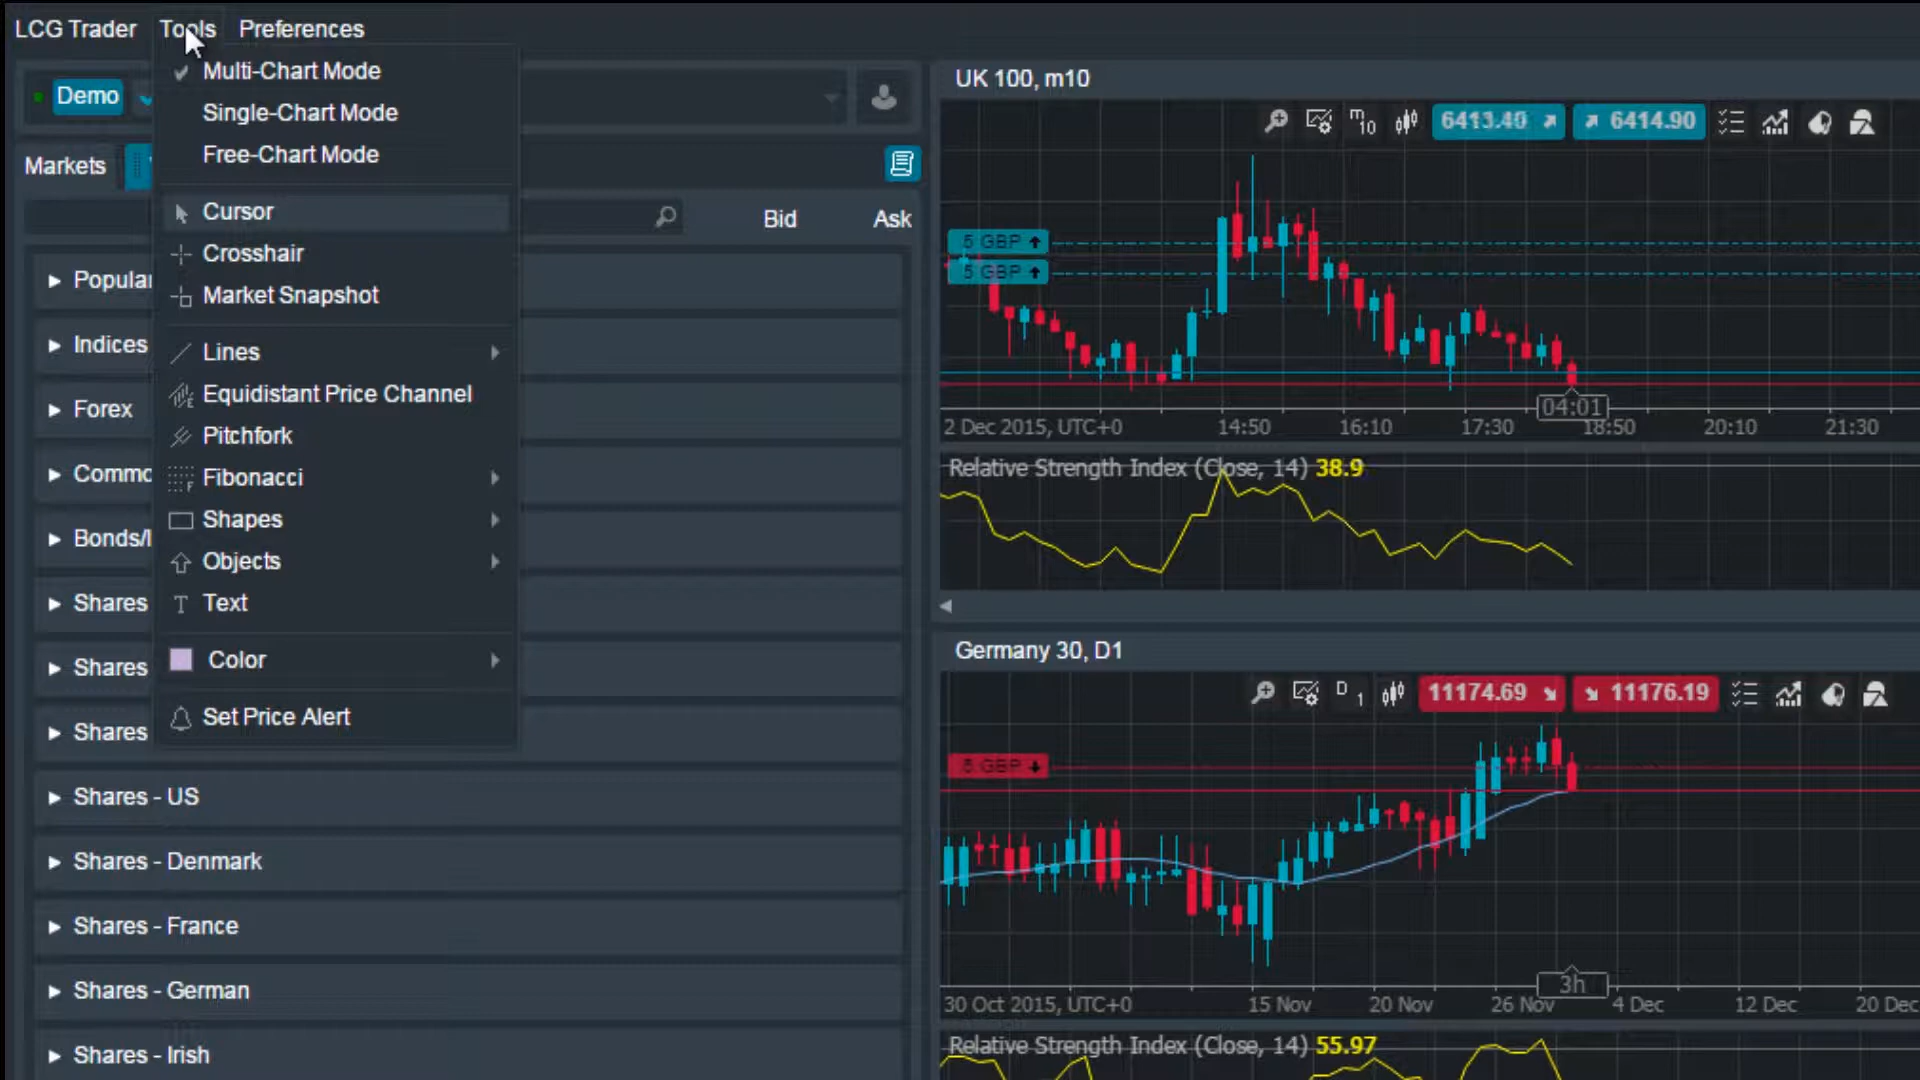 LCG Trader Tools Preferences
Multi-Chart Mode
Single-Chart Mode
Free-Chart Mode
Cursor
Crosshair
Market Snapshot
Lines
Equidistant Price Channel
Pitchfork
Fibonacci
Shapes
Objects
Text
Color
Set Price Alert
Demo
Markets
Bid Ask
Popular
Indices
Forex
Commo
Bonds/I
Shares
Shares
Shares
Shares - US
Shares - Denmark
Shares - France
Shares - German
Shares - Irish
UK 100, m10
m10 6413.40 6414.90
5 GBP
5 GBP
04:01
2 Dec 2015, UTC+0 14:50 16:10 17:30 18:50 20:10 21:30
Relative Strength Index (Close, 14) 38.9
Germany 30, D1
D1 11174.69 11176.19
5 GBP
3h
30 Oct 2015, UTC+0 15 Nov 20 Nov 26 Nov 4 Dec 12 Dec 20 Dec
Relative Strength Index (Close, 14) 55.97